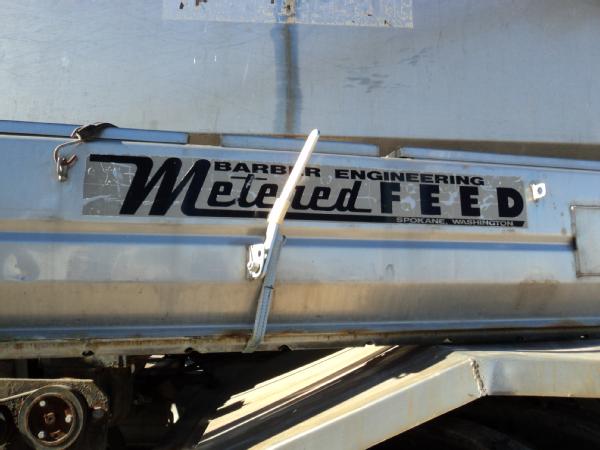 BARBER ENGINEERING
Metered FEED
SPOKANE, WASHINGTON